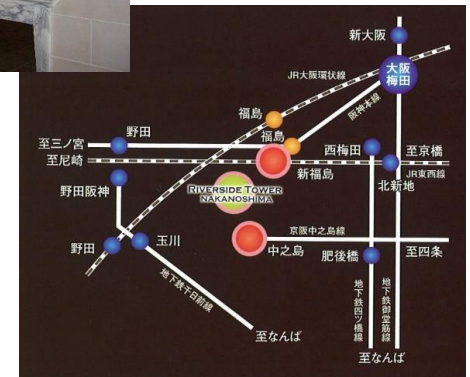 新大阪
大阪
梅田
JR大阪環状線
阪神本線
福島
野田
至三ノ宮
福島
西梅田
至京橋
至尼崎
新福島
JR東西線
北新地
野田阪神
RIVERSIDE TOWER
NAKANOSHIMA
京阪中之島線
野田
玉川
中之島
肥後橋
至四条
地下鉄千日前線
地下鉄四ツ橋線
地下鉄御堂筋線
至なんば
至なんば